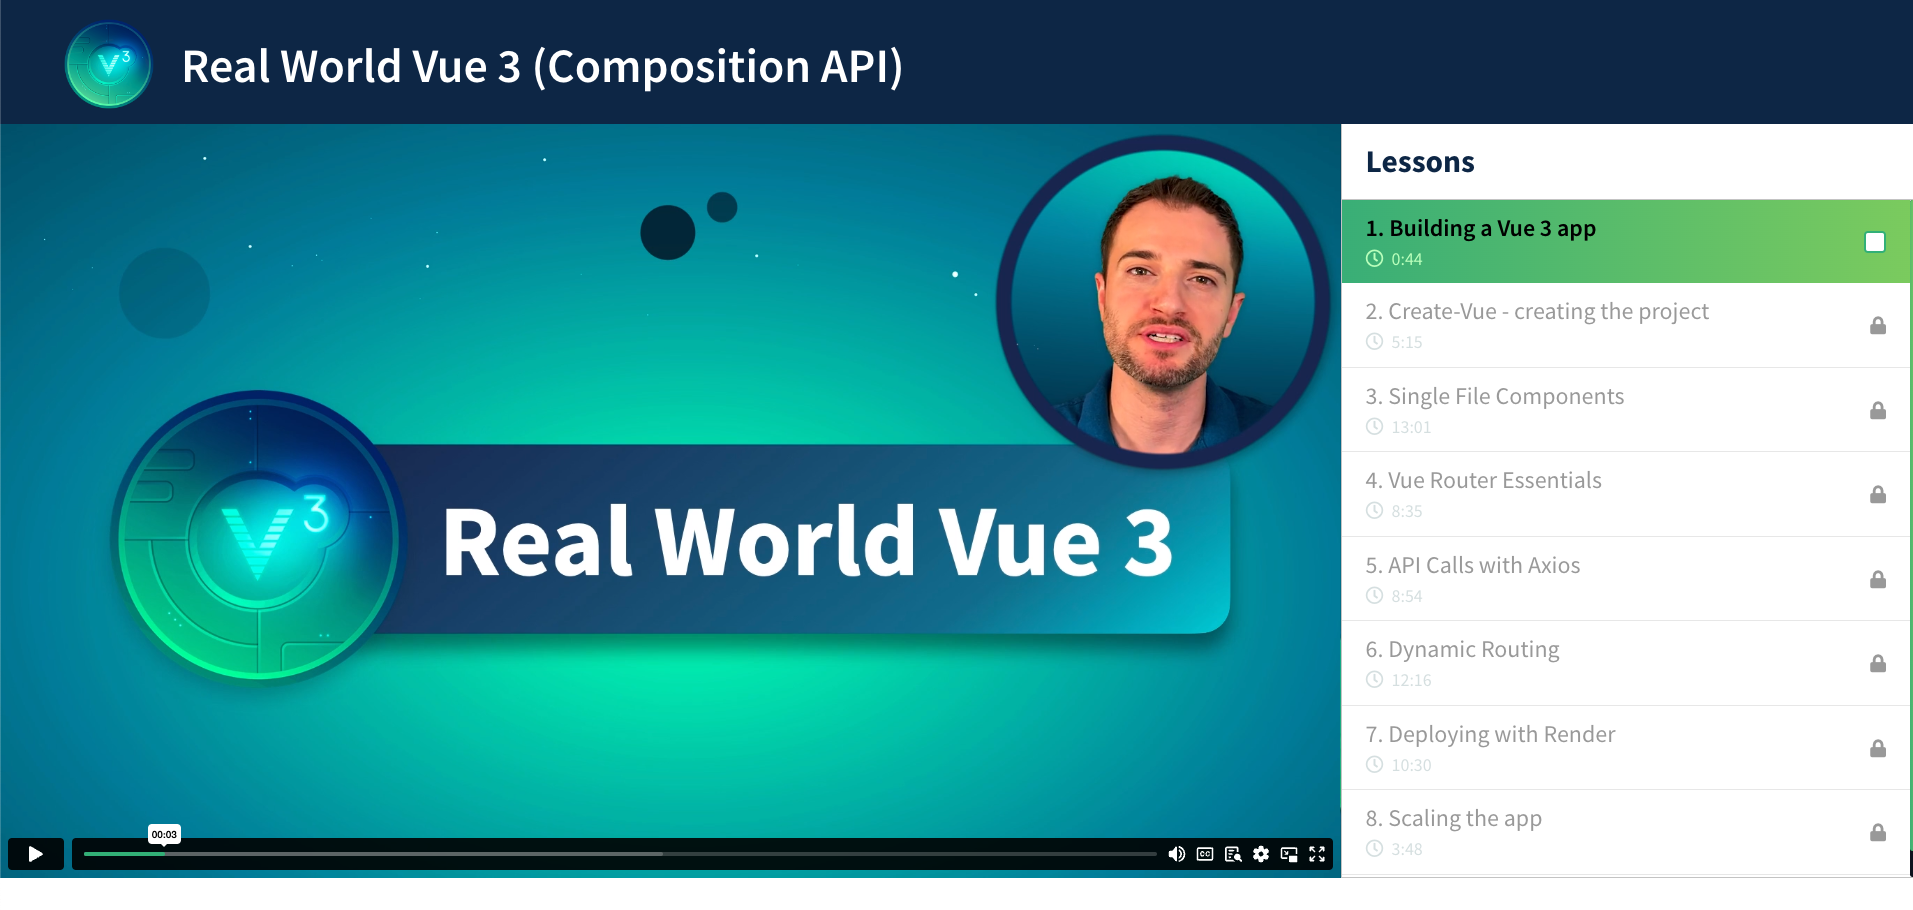 V3
Real World Vue 3 (Composition API)
V3
Real World Vue 3
00:03
CC
Lessons
1. Building a Vue 3 app
0:44
2. Create-Vue - creating the project
5:15
3. Single File Components
13:01
4. Vue Router Essentials
8:35
5. API Calls with Axios
8:54
6. Dynamic Routing
12:16
7. Deploying with Render
10:30
8. Scaling the app
3:48